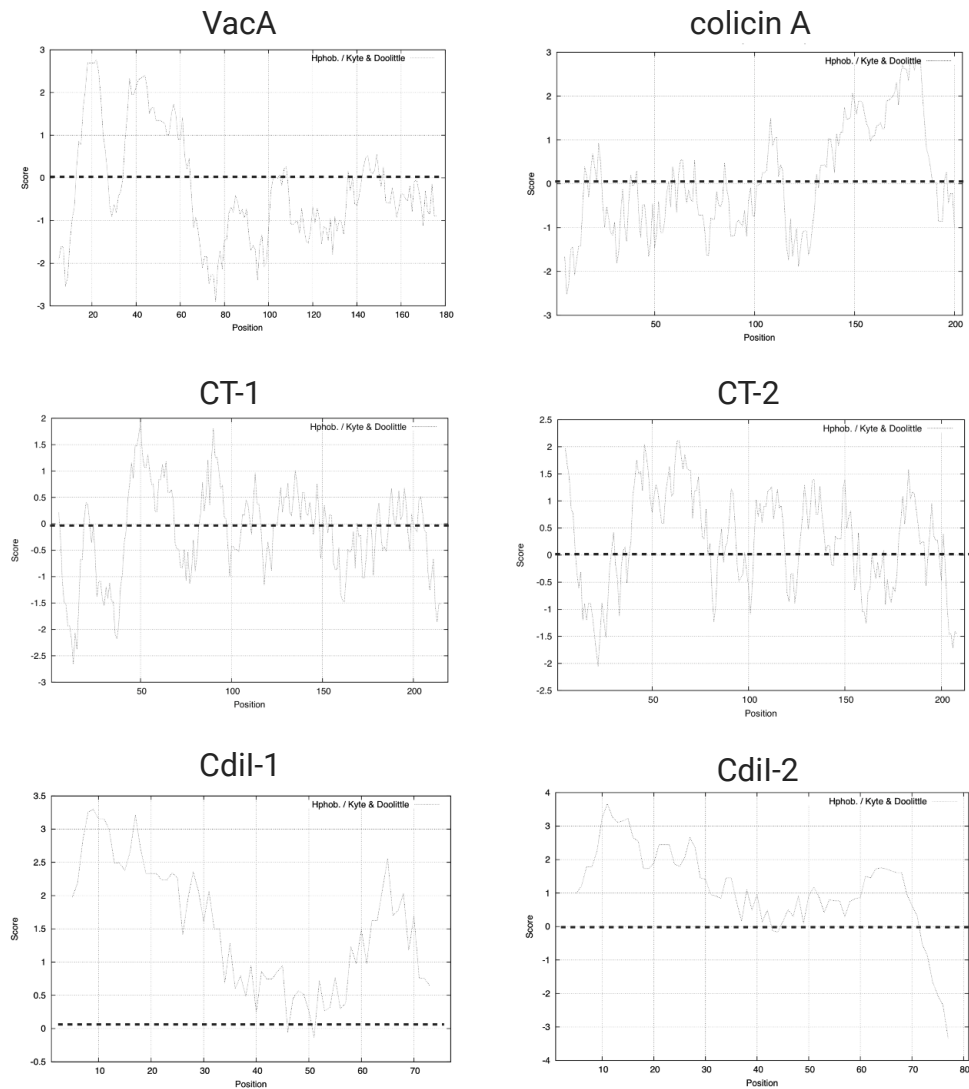 VacA
Hphob. / Kyte & Doolittle
3
2
1
0
-1
-2
-3
Score
20 40 60 80 100 120 140 160 180
Position
colicin A
Hphob. / Kyte & Doolittle
3
2
1
0
-1
-2
-3
Score
50 100 150 200
Position
CT-1
Hphob. / Kyte & Doolittle
2
1.5
1
0.5
0
-0.5
-1
-1.5
-2
-2.5
-3
Score
50 100 150 200
Position
CT-2
Hphob. / Kyte & Doolittle
2.5
2
1.5
1
0.5
0
-0.5
-1
-1.5
-2
-2.5
Score
50 100 150 200
Position
CdiI-1
Hphob. / Kyte & Doolittle
3.5
3
2.5
2
1.5
1
0.5
0
-0.5
Score
10 20 30 40 50 60 70
Position
CdiI-2
Hphob. / Kyte & Doolittle
4
3
2
1
0
-1
-2
-3
-4
Score
10 20 30 40 50 60 70 80
Position